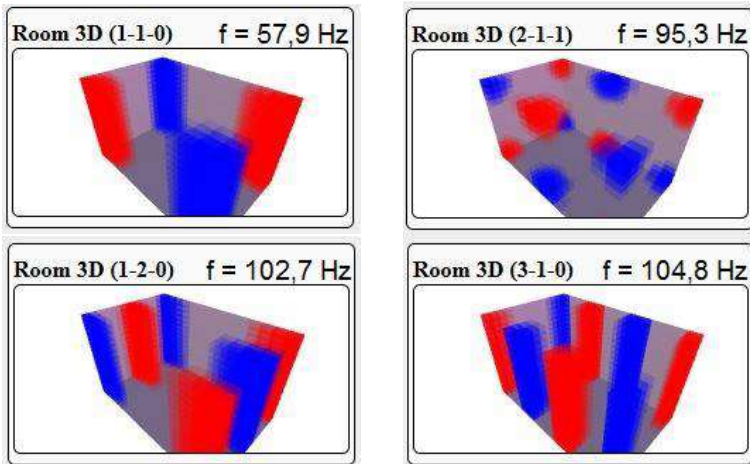 Room 3D (1-1-0) f = 57,9 Hz
Room 3D (2-1-1) f = 95,3 Hz
Room 3D (1-2-0) f = 102,7 Hz
Room 3D (3-1-0) f = 104,8 Hz